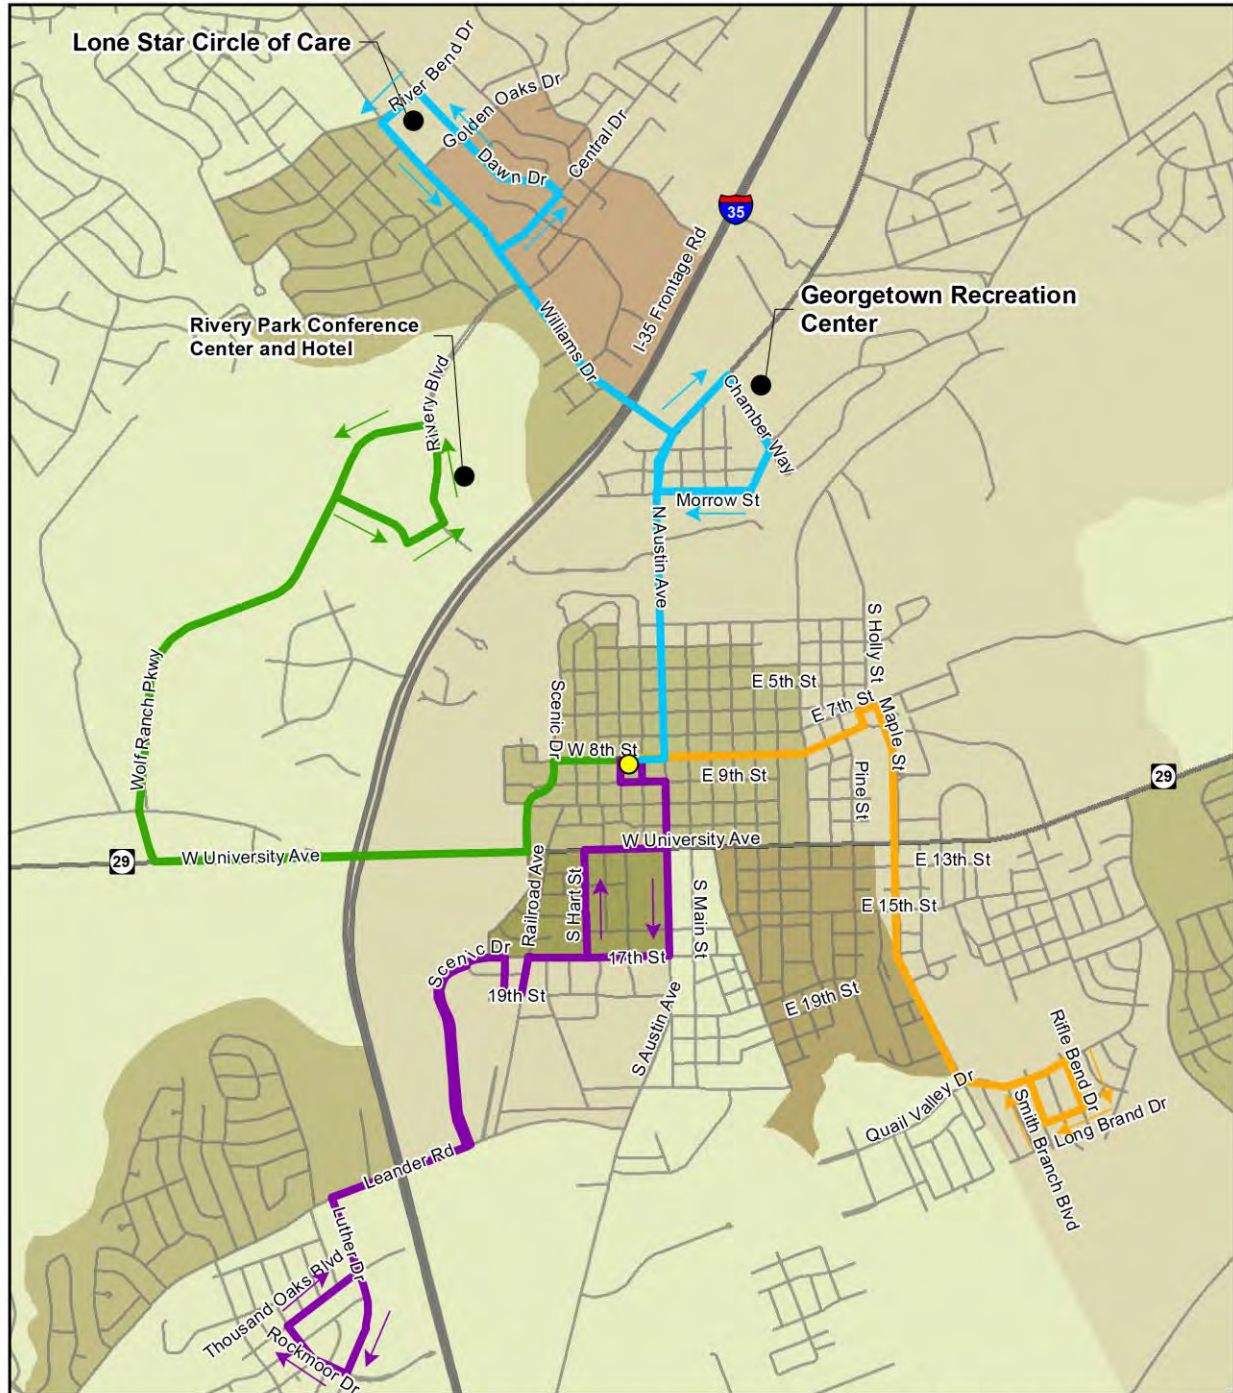 Lone Star Circle of Care
River Bend Dr
Golden Oaks Dr
Dawn Dr
Central Dr
35
I-35 Frontage Rd
Georgetown Recreation
Center
Rivery Park Conference
Center and Hotel
Williams Dr
Rivery Blvd
Chamber Way
Morrow St
N Austin Ave
S Holly St
E 5th St
E 7th St
Maple St
Scenic Dr
W 8th St
E 9th St
Pine St
Wolf Ranch Pkwy
29
W University Ave
29
W University Ave
E 13th St
Railroad Ave
S Hart St
S Main St
E 15th St
Scenic Dr
17th St
19th St
E 19th St
S Austin Ave
Rifle Bend Dr
Quail Valley Dr
Smith Branch Blvd
Long Brand Dr
Leander Rd
Luther Dr
Thousand Oaks Blvd
Rockmoor Dr